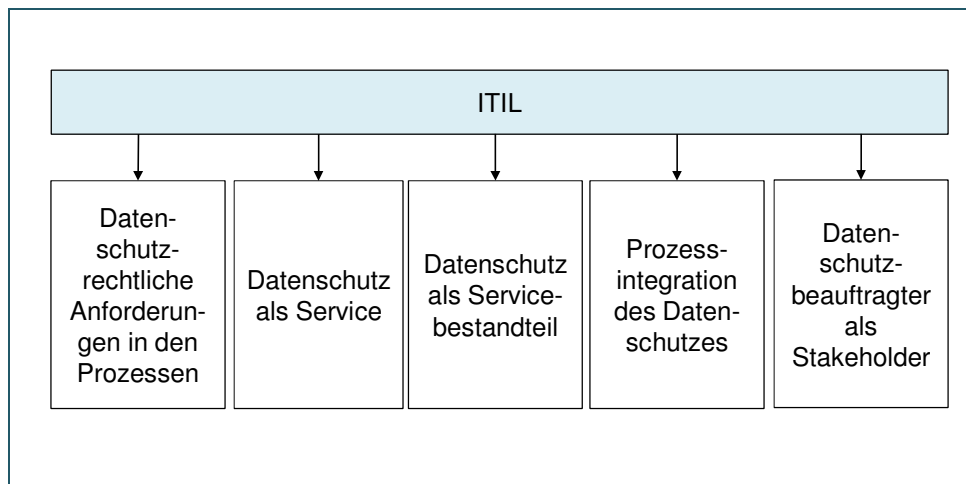 ITIL
Daten-
schutz-
rechtliche
Anforderun-
gen in den
Prozessen
Datenschutz
als Service
Datenschutz
als Service-
bestandteil
Prozess-
integration
des Daten-
schutzes
Daten-
schutz-
beauftragter
als
Stakeholder